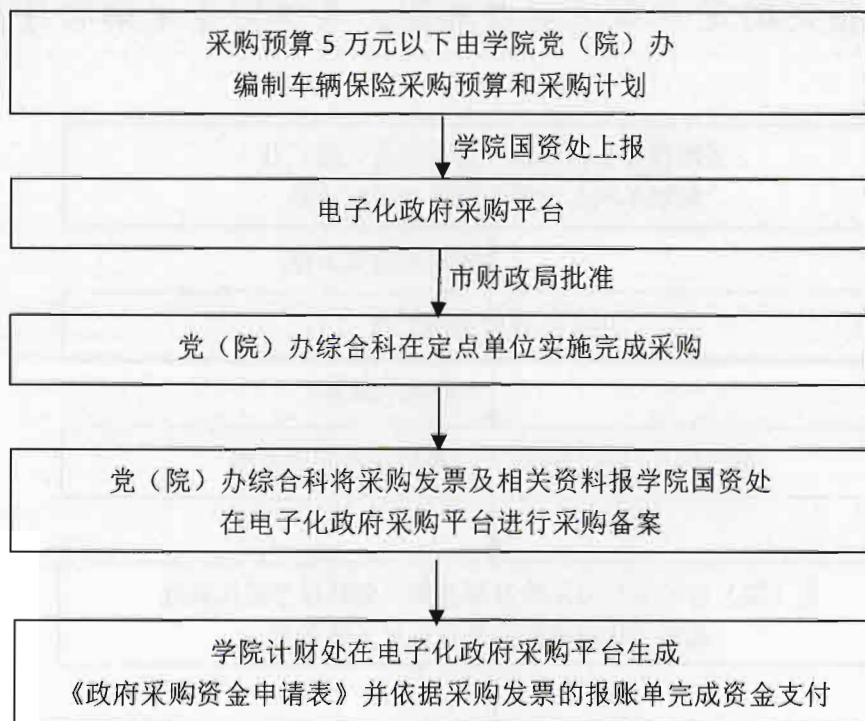 采购预算 5 万元以下由学院党（院）办
编制车辆保险采购预算和采购计划
学院国资处上报
电子化政府采购平台
市财政局批准
党（院）办综合科在定点单位实施完成采购
党（院）办综合科将采购发票及相关资料报学院国资处
在电子化政府采购平台进行采购备案
学院计财处在电子化政府采购平台生成
《政府采购资金申请表》并依据采购发票的报账单完成资金支付